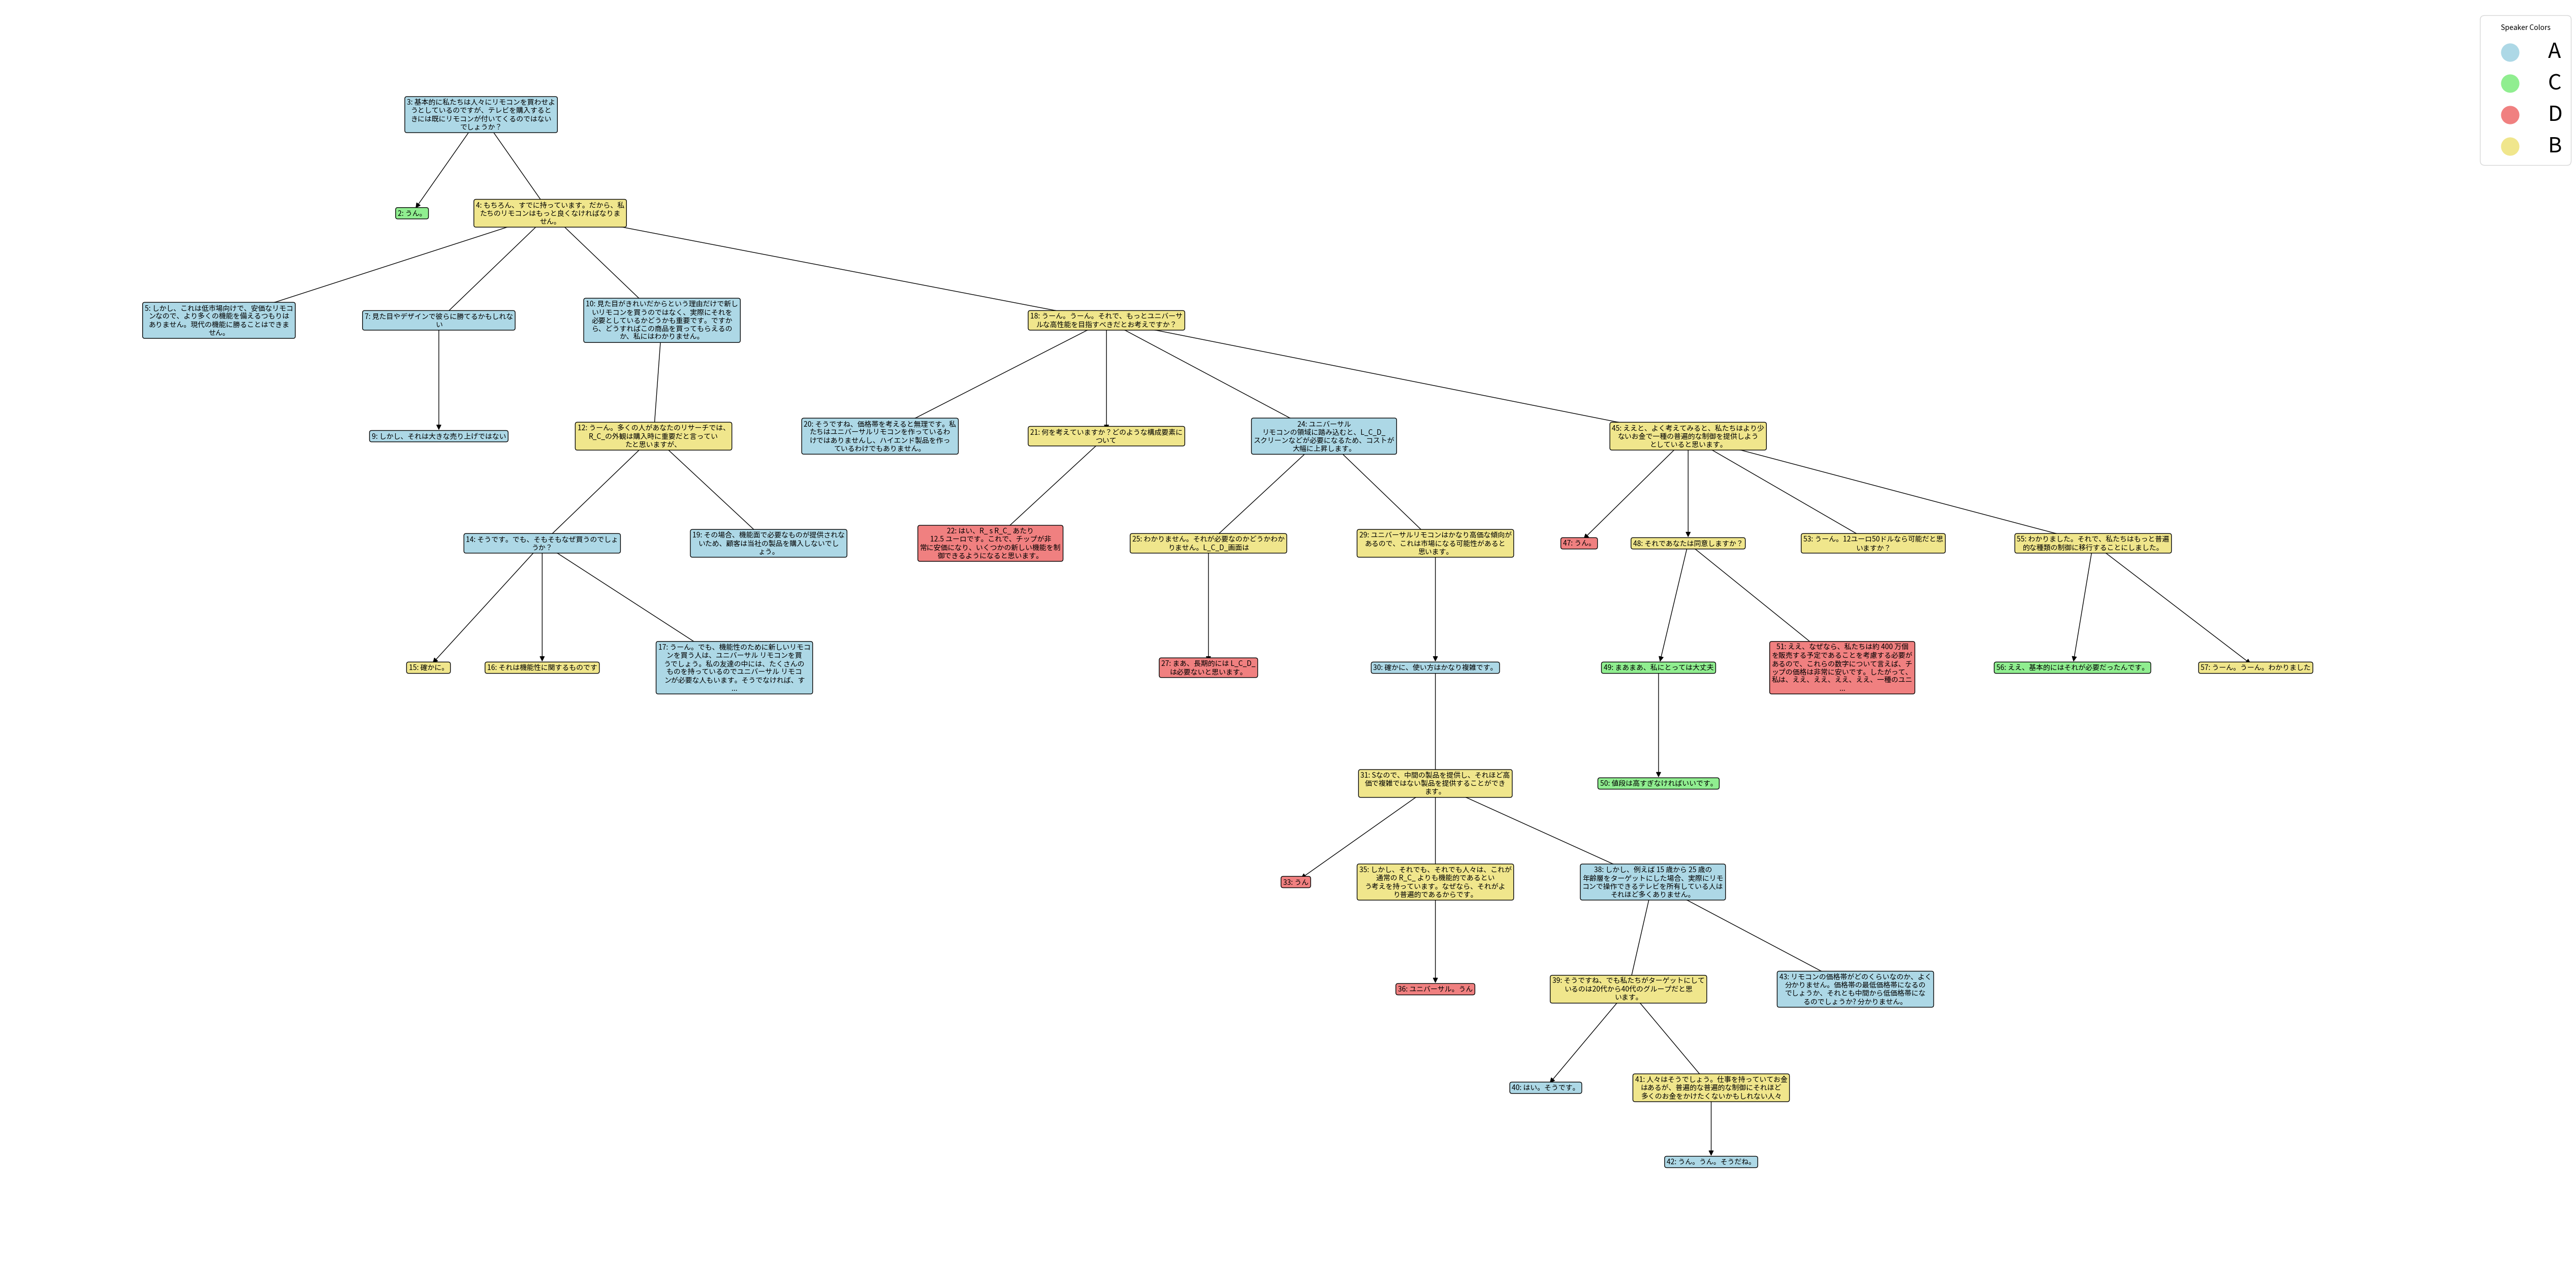 Speaker Colors
A
C
D
B
3: 基本的に私たちは人々にリモコンを買わせよ
うとしているのですが、テレビを購入すると
きには既にリモコンが付いてくるのではない
でしょうか？
2: うん。
4: もちろん、すでに持っています。だから、私
たちのリモコンはもっと良くなければなりま
せん。
5: しかし、これは低市場向けで、安価なリモコ
ンなので、より多くの機能を備えるつもりは
ありません。現代の機能に勝ることはできま
せん。
7: 見た目やデザインで彼らに勝てるかもしれな
い
10: 見た目がきれいだからという理由だけで新し
いリモコンを買うのではなく、実際にそれを
必要としているかどうかも重要です。ですか
ら、どうすればこの商品を買ってもらえるの
か、私にはわかりません。
18: うーん。うーん。それで、もっとユニバーサ
ルな高性能を目指すべきだとお考えですか？
9: しかし、それは大きな売り上げではない
12: うーん。多くの人があなたのリサーチでは、
R_C_の外観は購入時に重要だと言ってい
たと思いますが、
20: そうですね、価格帯を考えると無理です。私
たちはユニバーサルリモコンを作っているわ
けではありませんし、ハイエンド製品を作っ
ているわけでもありません。
21: 何を考えていますか？どのような構成要素に
ついて
24: ユニバーサル
リモコンの領域に踏み込むと、L_C_D_
スクリーンなどが必要になるため、コストが
大幅に上昇します。
45: ええと、よく考えてみると、私たちはより少
ないお金で一種の普遍的な制御を提供しよう
としていると思います。
14: そうです。でも、そもそもなぜ買うのでしょ
うか？
19: その場合、機能面で必要なものが提供されな
いため、顧客は当社の製品を購入しないでし
ょう。
22: はい、R_ s R_C_ あたり
12.5 ユーロです。これで、チップが非
常に安価になり、いくつかの新しい機能を制
御できるようになると思います。
25: わかりません。それが必要なのかどうかわか
りません。L_C_D_画面は
29: ユニバーサルリモコンはかなり高価な傾向が
あるので、これは市場になる可能性があると
思います。
47: うん。
48: それであなたは同意しますか？
53: うーん。12ユーロ50ドルなら可能だと思
いますか？
55: わかりました。それで、私たちはもっと普遍
的な種類の制御に移行することにしました。
15: 確かに。
16: それは機能性に関するものです
17: うーん。でも、機能性のために新しいリモコ
ンを買う人は、ユニバーサル リモコンを買
うでしょう。私の友達の中には、たくさんの
ものを持っているのでユニバーサル リモコ
ンが必要な人もいます。そうでなければ、す
...
27: まあ、長期的には L_C_D_
は必要ないと思います。
30: 確かに、使い方はかなり複雑です。
49: まあまあ、私にとっては大丈夫
51: ええ、なぜなら、私たちは約 400 万個
を販売する予定であることを考慮する必要が
あるので、これらの数字について言えば、チ
ップの価格は非常に安いです。したがって、
私は、ええ、ええ、ええ、ええ、一種のユニ
...
56: ええ、基本的にはそれが必要だったんです。
57: うーん。うーん。わかりました
31: Sなので、中間の製品を提供し、それほど高
価で複雑ではない製品を提供することができ
ます。
50: 値段は高すぎなければいいです。
33: うん
35: しかし、それでも、それでも人々は、これが
通常の R_C_ よりも機能的であるとい
う考えを持っています。なぜなら、それがよ
り普遍的であるからです。
38: しかし、例えば 15 歳から 25 歳の
年齢層をターゲットにした場合、実際にリモ
コンで操作できるテレビを所有している人は
それほど多くありません。
36: ユニバーサル。うん
39: そうですね、でも私たちがターゲットにして
いるのは20代から40代のグループだと思
います。
43: リモコンの価格帯がどのくらいなのか、よく
分かりません。価格帯の最低価格帯になるの
でしょうか、それとも中間から低価格帯にな
るのでしょうか? 分かりません。
40: はい。そうです。
41: 人々はそうでしょう。仕事を持っていてお金
はあるが、普遍的な普遍的な制御にそれほど
多くのお金をかけたくないかもしれない人々
42: うん。うん。そうだね。